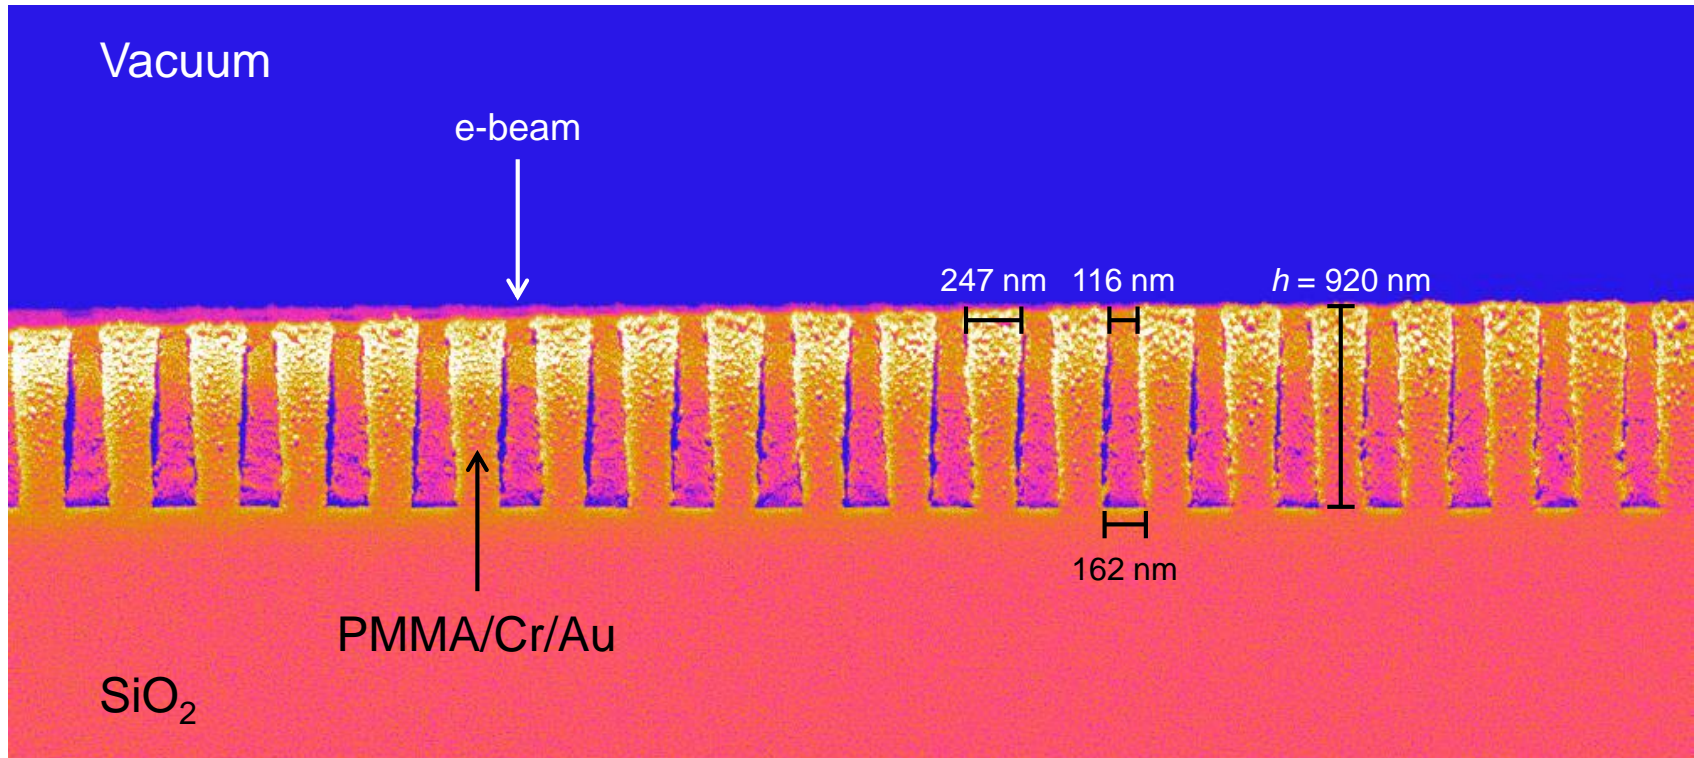 Vacuum
e-beam
247 nm
116 nm
h = 920 nm
162 nm
PMMA/Cr/Au
SiO₂